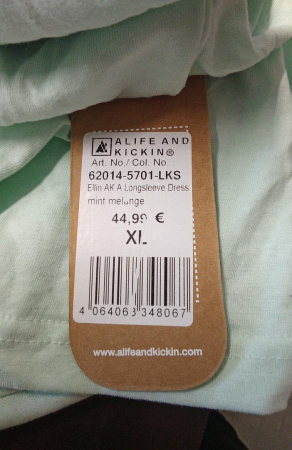 ALIFE AND
KICKIN®
Art. No./ Col. No.
62014-5701-LKS
Ellin AK A Longsleeve Dress
mint melange
44,99 €
XL
4 064063 348067
www.alifeandkickin.com